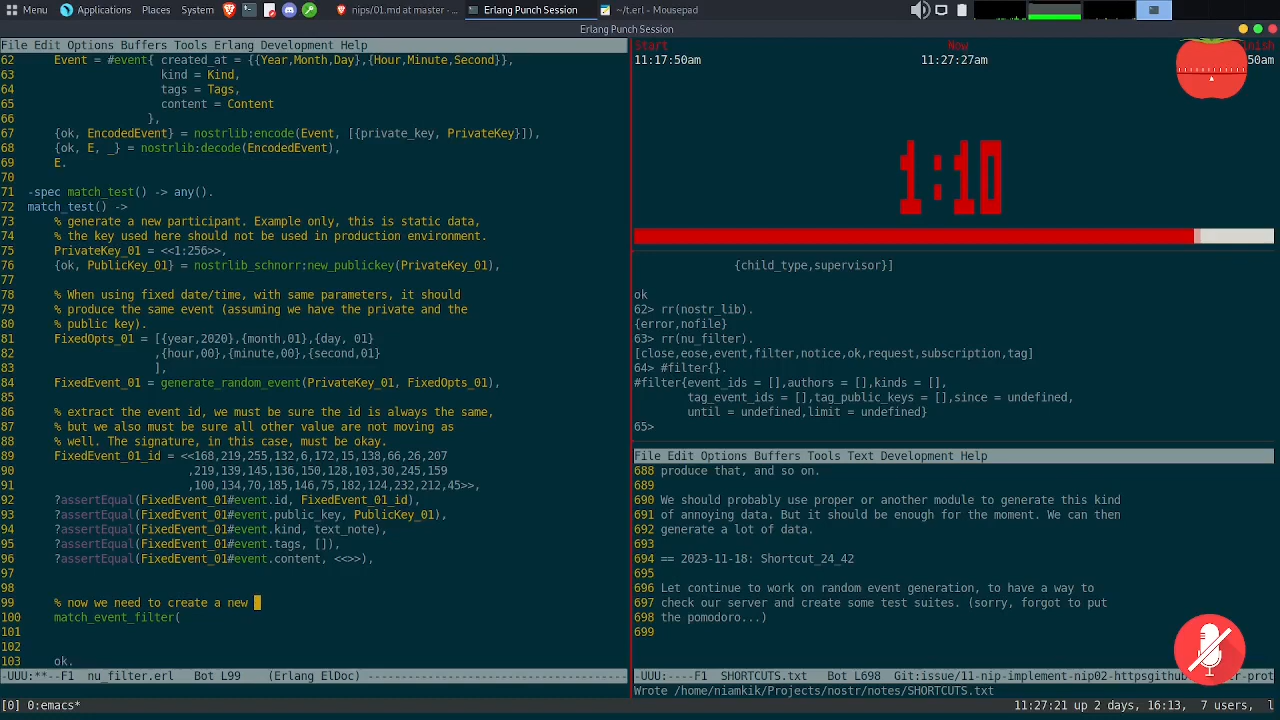 Menu Applications Places System nips/01.md at master – Erlang Punch Session ~/t.erl - Mousepad
Erlang Punch Session
File Edit Options Buffers Tools Erlang Development Help
62 Event = #event{ created_at = {{Year,Month,Day},{Hour,Minute,Second}},
63 kind = Kind,
64 tags = Tags,
65 content = Content
66 },
67 {ok, EncodedEvent} = nostrlib:encode(Event, [{private_key, PrivateKey}]),
68 {ok, E, _} = nostrlib:decode(EncodedEvent),
69 E.
70
71 -spec match_test() -> any().
72 match_test() ->
73 % generate a new participant. Example only, this is static data,
74 % the key used here should not be used in production environment.
75 PrivateKey_01 = <<1:256>>,
76 {ok, PublicKey_01} = nostrlib_schnorr:new_publickey(PrivateKey_01),
77
78 % When using fixed date/time, with same parameters, it should
79 % produce the same event (assuming we have the private and the
80 % public key).
81 FixedOpts_01 = [{year,2020},{month,01},{day, 01}
82 ,{hour,00},{minute,00},{second,01}
83 ],
84 FixedEvent_01 = generate_random_event(PrivateKey_01, FixedOpts_01),
85
86 % extract the event id, we must be sure the id is always the same,
87 % but we also must be sure all other value are not moving as
88 % well. The signature, in this case, must be okay.
89 FixedEvent_01_id = <<168,219,255,132,6,172,15,138,66,26,207
90 ,219,139,145,136,150,128,103,30,245,159
91 ,100,134,70,185,146,75,182,124,232,212,45>>,
92 ?assertEqual(FixedEvent_01#event.id, FixedEvent_01_id),
93 ?assertEqual(FixedEvent_01#event.public_key, PublicKey_01),
94 ?assertEqual(FixedEvent_01#event.kind, text_note),
95 ?assertEqual(FixedEvent_01#event.tags, []),
96 ?assertEqual(FixedEvent_01#event.content, <<>>),
97
98
99 % now we need to create a new
100 match_event_filter(
101
102
103 ok.
-UUU:**--F1 nu_filter.erl Bot L99 (Erlang ElDoc)
Start Now inish
11:17:50am 11:27:27am 50am
1:10
{child_type,supervisor}]
ok
62> rr(nostr_lib).
{error,nofile}
63> rr(nu_filter).
[close,eose,event,filter,notice,ok,request,subscription,tag]
64> #filter{}.
#filter{event_ids = [],authors = [],kinds = [],
tag_event_ids = [],tag_public_keys = [],since = undefined,
until = undefined,limit = undefined}
65>
File Edit Options Buffers Tools Text Development Help
688 produce that, and so on.
689
690 We should probably use proper or another module to generate this kind
691 of annoying data. But it should be enough for the moment. We can then
692 generate a lot of data.
693
694 == 2023-11-18: Shortcut_24_42
695
696 Let continue to work on random event generation, to have a way to
697 check our server and create some test suites. (sorry, forgot to put
698 the pomodoro...)
699
-UUU:----F1 SHORTCUTS.txt Bot L698 Git:issue/11-nip-implement-nip02-httpsgithub r-prot
Wrote /home/niamkik/Projects/nostr/notes/SHORTCUTS.txt
[0] 0:emacs* 11:27:21 up 2 days, 16:13, 7 users, l